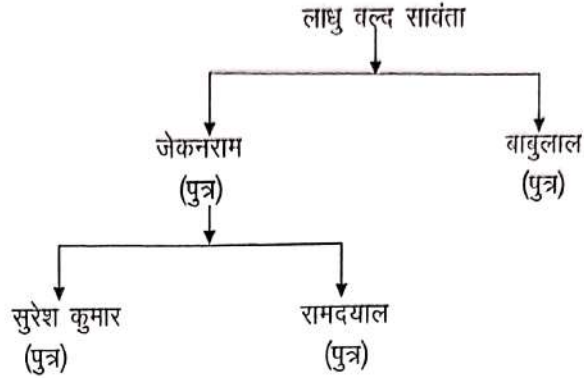 लाधु वल्द सावंता
जेकनराम
(पुत्र)
बाबुलाल
(पुत्र)
सुरेश कुमार
(पुत्र)
रामदयाल
(पुत्र)